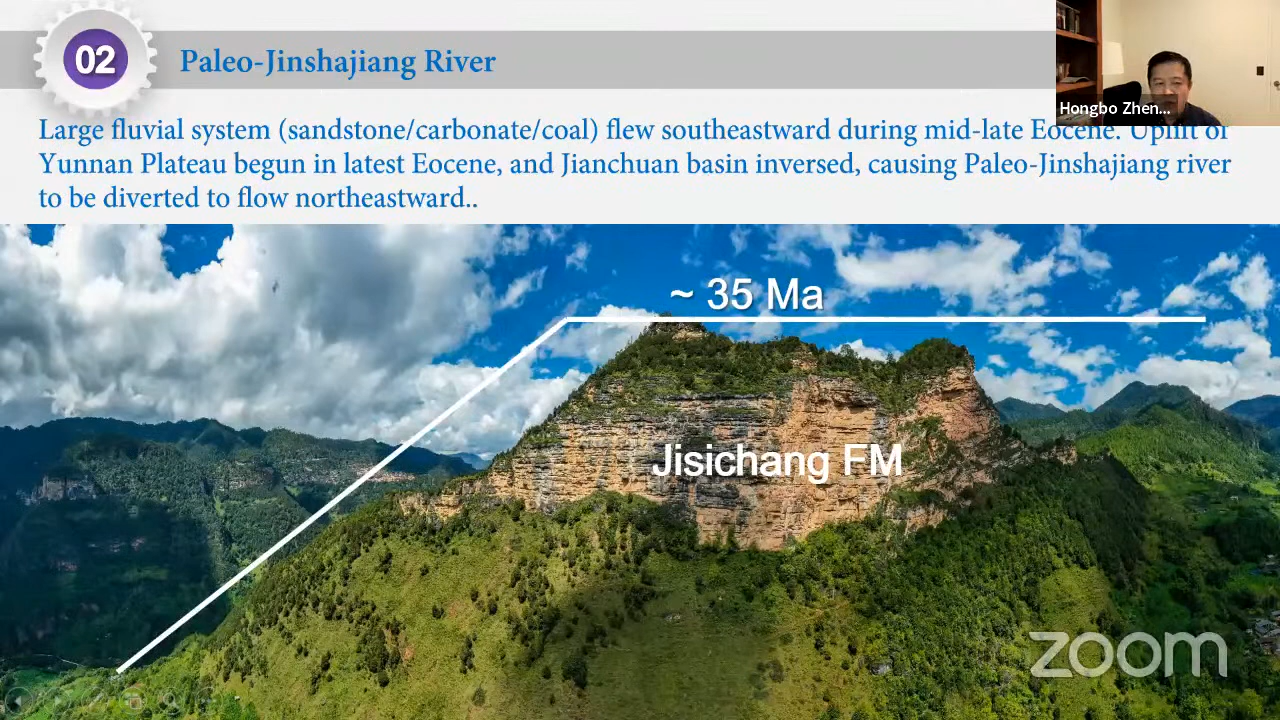 02
Paleo-Jinshajiang River
Hongbo Zhen...
Large fluvial system (sandstone/carbonate/coal) flew southeastward during mid-late Eocene. Uplift of
Yunnan Plateau begun in latest Eocene, and Jianchuan basin inversed, causing Paleo-Jinshajiang river
to be diverted to flow northeastward..
~ 35 Ma
Jisichang FM
zoom